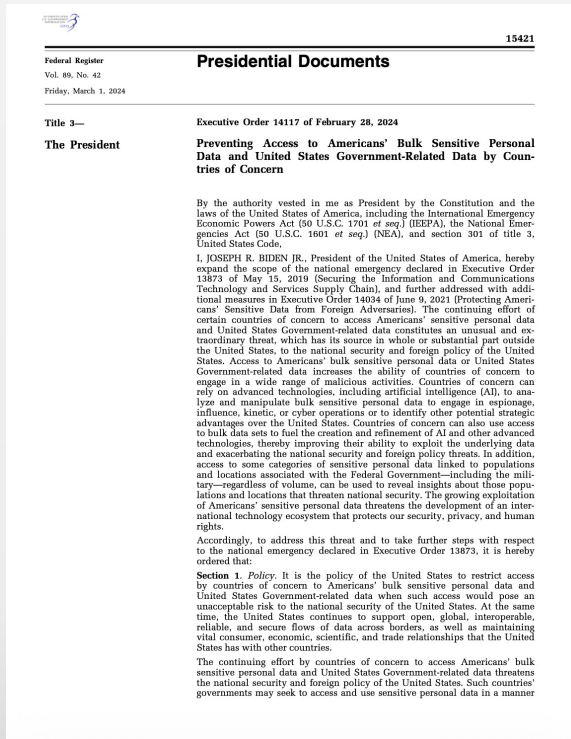 15421
Federal Register
Vol. 89, No. 42
Friday, March 1, 2024
Presidential Documents
Title 3—
The President
Executive Order 14117 of February 28, 2024
Preventing Access to Americans’ Bulk Sensitive Personal
Data and United States Government-Related Data by Coun-
tries of Concern
By the authority vested in me as President by the Constitution and the
laws of the United States of America, including the International Emergency
Economic Powers Act (50 U.S.C. 1701 et seq.) (IEEPA), the National Emer-
gencies Act (50 U.S.C. 1601 et seq.) (NEA), and section 301 of title 3,
United States Code,
I, JOSEPH R. BIDEN JR., President of the United States of America, hereby
expand the scope of the national emergency declared in Executive Order
13873 of May 15, 2019 (Securing the Information and Communications
Technology and Services Supply Chain), and further addressed with addi-
tional measures in Executive Order 14034 of June 9, 2021 (Protecting Ameri-
cans’ Sensitive Data from Foreign Adversaries). The continuing effort of
certain countries of concern to access Americans’ sensitive personal data
and United States Government-related data constitutes an unusual and ex-
traordinary threat, which has its source in whole or substantial part outside
the United States, to the national security and foreign policy of the United
States. Access to Americans’ bulk sensitive personal data or United States
Government-related data increases the ability of countries of concern to
engage in a wide range of malicious activities. Countries of concern can
rely on advanced technologies, including artificial intelligence (AI), to ana-
lyze and manipulate bulk sensitive personal data to engage in espionage,
influence, kinetic, or cyber operations or to identify other potential strategic
advantages over the United States. Countries of concern can also use access
to bulk data sets to fuel the creation and refinement of AI and other advanced
technologies, thereby improving their ability to exploit the underlying data
and exacerbating the national security and foreign policy threats. In addition,
access to some categories of sensitive personal data linked to populations
and locations associated with the Federal Government—including the mili-
tary—regardless of volume, can be used to reveal insights about those popu-
lations and locations that threaten national security. The growing exploitation
of Americans’ sensitive personal data threatens the development of an inter-
national technology ecosystem that protects our security, privacy, and human
rights.
Accordingly, to address this threat and to take further steps with respect
to the national emergency declared in Executive Order 13873, it is hereby
ordered that:
Section 1. Policy. It is the policy of the United States to restrict access
by countries of concern to Americans’ bulk sensitive personal data and
United States Government-related data when such access would pose an
unacceptable risk to the national security of the United States. At the same
time, the United States continues to support open, global, interoperable,
reliable, and secure flows of data across borders, as well as maintaining
vital consumer, economic, scientific, and trade relationships that the United
States has with other countries.
The continuing effort by countries of concern to access Americans’ bulk
sensitive personal data and United States Government-related data threatens
the national security and foreign policy of the United States. Such countries’
governments may seek to access and use sensitive personal data in a manner